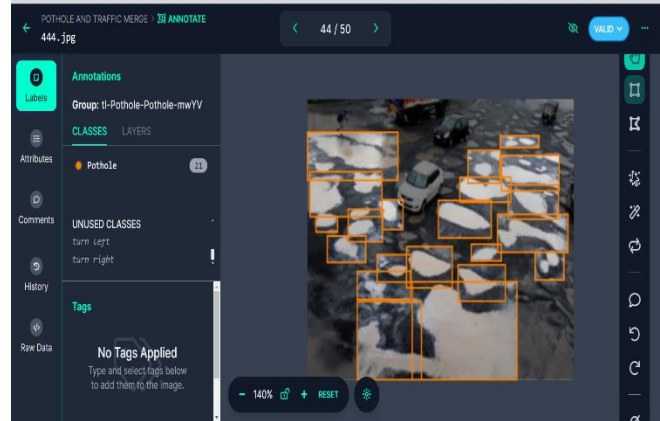 POTHOLE AND TRAFFIC MERGE > ANNOTATE
444.jpg
44 / 50
VALID
Labels
Attributes
Comments
History
Raw Data
Annotations
Group: tl-Pothole-Pothole-mwYV
CLASSES LAYERS
Pothole 21
UNUSED CLASSES
turn left
turn right
Tags
No Tags Applied
Type and select tags below
to add them to the image.
- 140% + RESET